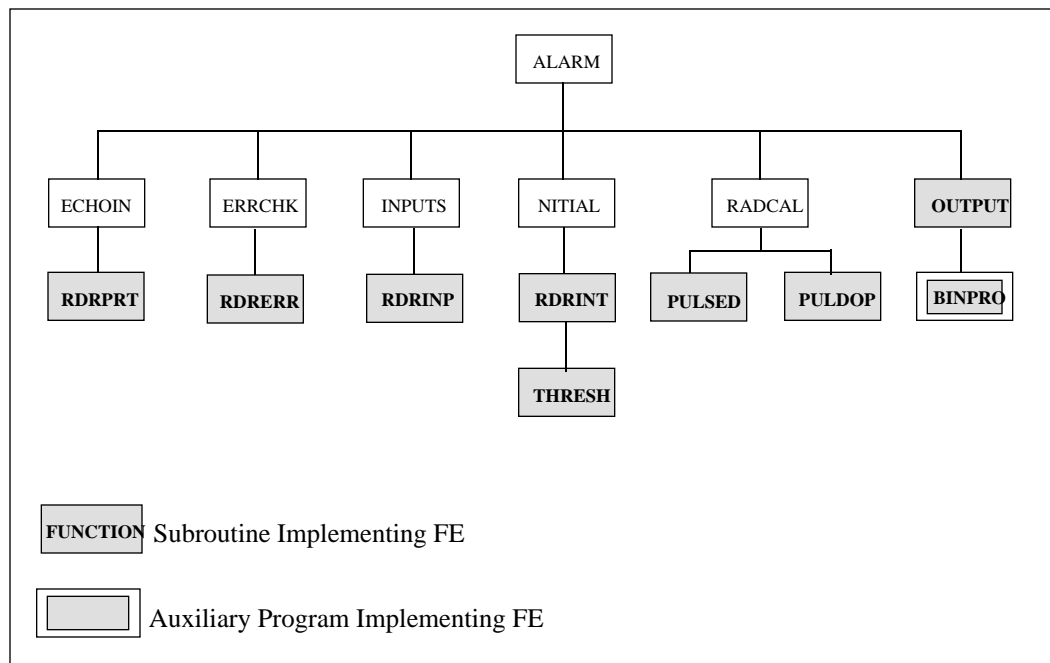 ALARM
ECHOIN ERRCHK INPUTS NITIAL RADCAL OUTPUT
RDRPRT RDRERR RDRINP RDRINT PULSED PULDOP BINPRO
THRESH
FUNCTION Subroutine Implementing FE
Auxiliary Program Implementing FE